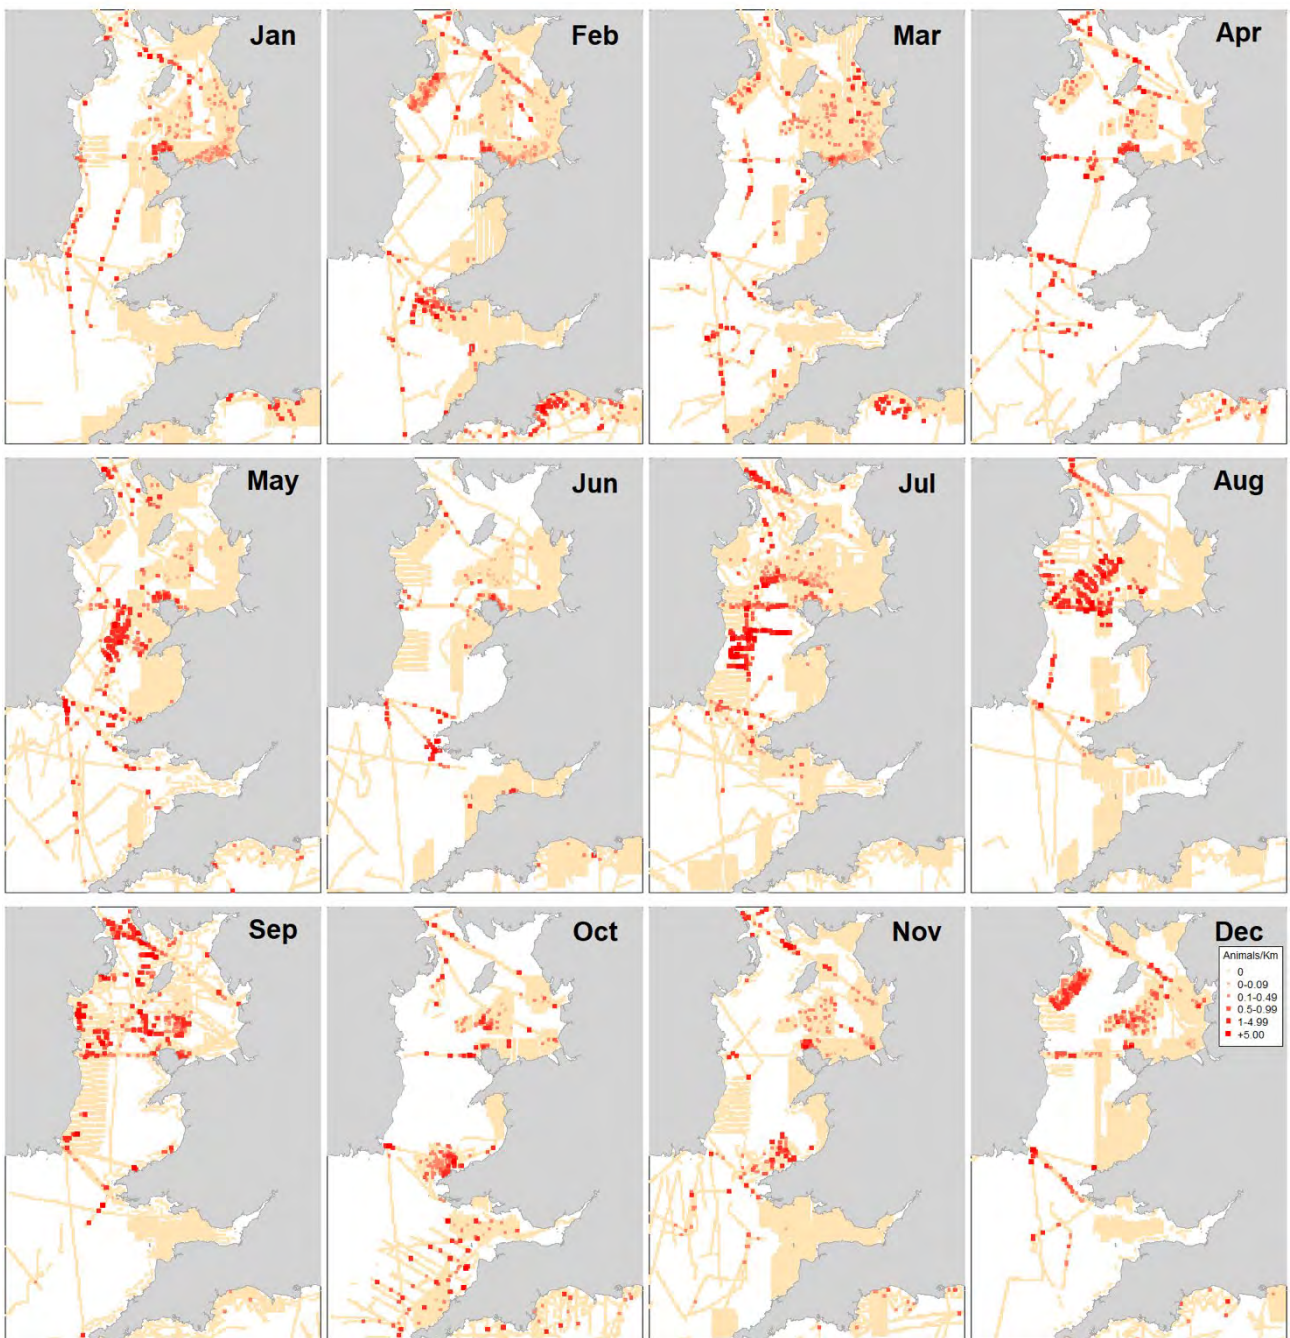 Jan
Feb
Mar
Apr
May
Jun
Jul
Aug
Sep
Oct
Nov
Dec
Animals/Km
0
0-0.09
0.1-0.49
0.5-0.99
1-4.99
+5.00